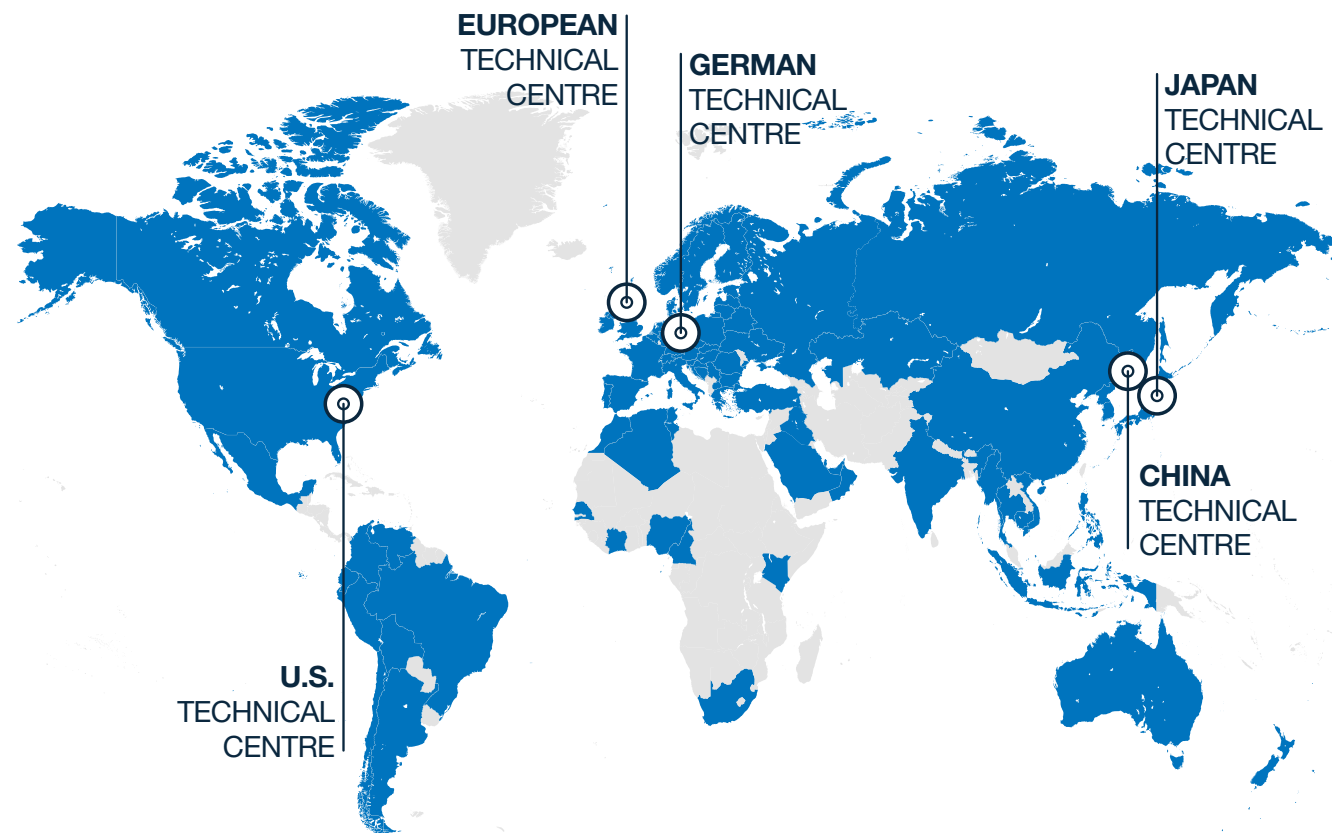 EUROPEAN
TECHNICAL
CENTRE
GERMAN
TECHNICAL
CENTRE
JAPAN
TECHNICAL
CENTRE
CHINA
TECHNICAL
CENTRE
U.S.
TECHNICAL
CENTRE